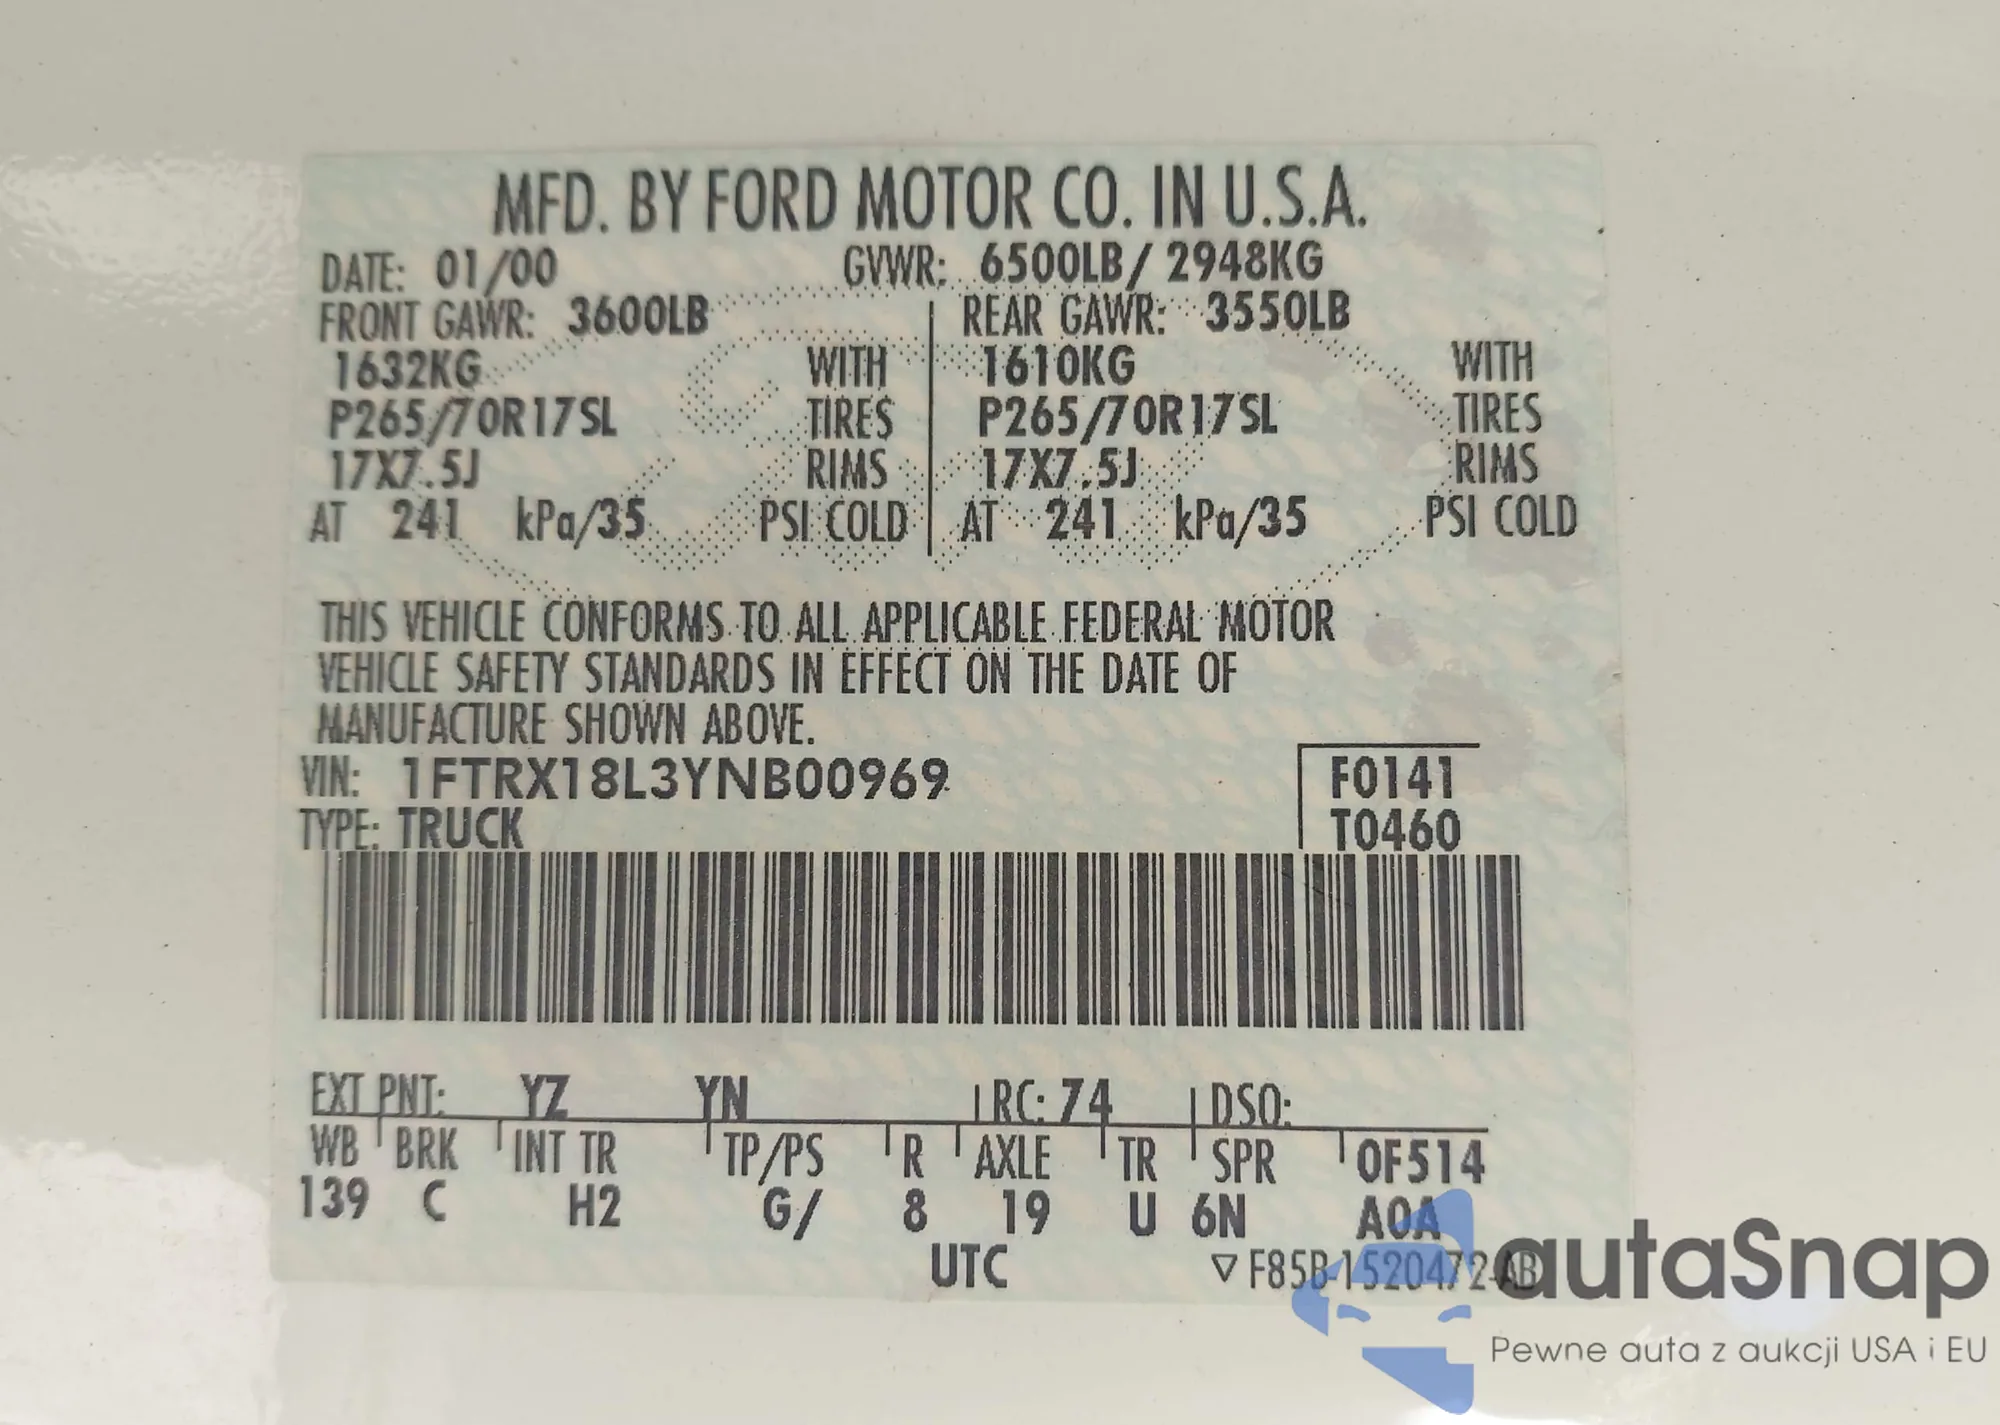 MFD. BY FORD MOTOR CO. IN U.S.A.
DATE: 01/00 GVWR: 6500LB/ 2948KG
FRONT GAWR: 3600LB REAR GAWR: 3550LB
1632KG WITH 1610KG WITH
P265/70R17SL TIRES P265/70R17SL TIRES
17X7.5J RIMS 17X7.5J RIMS
AT 241 kPa/35 PSI COLD AT 241 kPa/35 PSI COLD
THIS VEHICLE CONFORMS TO ALL APPLICABLE FEDERAL MOTOR
VEHICLE SAFETY STANDARDS IN EFFECT ON THE DATE OF
MANUFACTURE SHOWN ABOVE.
VIN: 1FTRX18L3YNB00969 F0141
TYPE: TRUCK T0460
EXT PNT: YZ YN RC: 74 DSO:
WB BRK INT TR TP/PS R AXLE TR SPR 0F514
139 C H2 G/ 8 19 U 6N A0A
UTC ▽ F85B-1520472-AB
autaSnap
Pewne auta z aukcji USA i EU